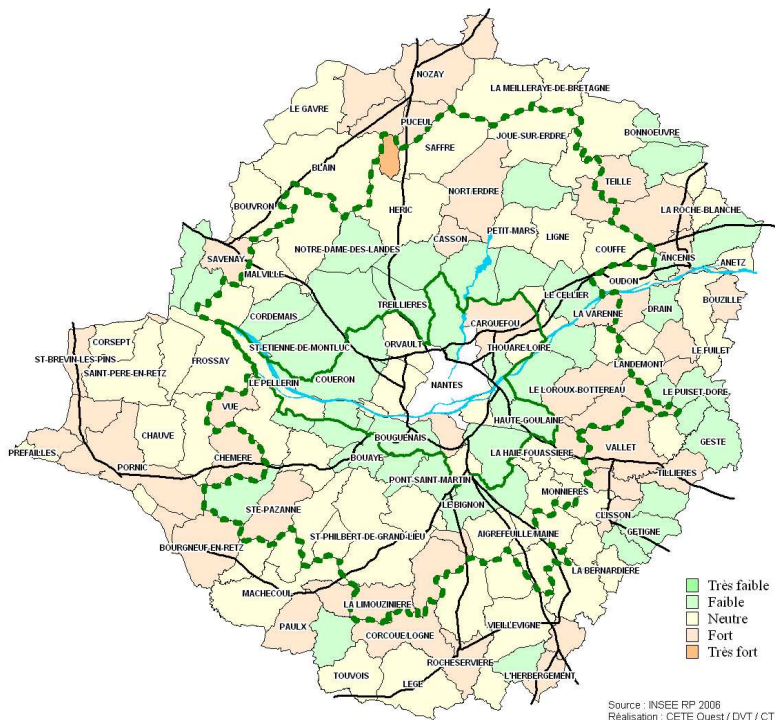 NOZAY
LA MEILLERAYE-DE-BRETAGNE
LE GAVRE
PUCEUL
BONNOEUVRE
JOUE-SUR-ERDRE
SAFFRE
BLAIN
TEILLE
NORT/ERDRE
BOUVRON
HERIC
LA ROCHE-BLANCHE
PETIT-MARS
LIGNE
CASSON
NOTRE-DAME-DES-LANDES
COUFFE
SAVENAY
ANCENIS
ANETZ
MALVILLE
OUDON
LE CELLIER
BOUZILLE
TREILLIERES
DRAIN
LA VARENNE
CORDEMAIS
CARQUEFOU
CORSEPT
ORVAULT
ST-ETIENNE-DE-MONTLUC
THOUARE/LOIRE
LE FUILET
ST-BREVIN-LES-PINS
FROSSAY
LANDEMONT
SAINT-PERE-EN-RETZ
COUERON
LE PELLERIN
NANTES
LE LOROUX-BOTTEREAU
LE PUISET-DORE
VUE
HAUTE-GOULAINE
CHAUVE
BOUGUENAIS
GESTE
VALLET
PREFAILLES
LA HAIE-FOUASSIERE
CHEMERE
BOUAYE
PORNIC
TILLIERES
PONT-SAINT-MARTIN
MONNIERES
LE BIGNON
STE-PAZANNE
CLISSON
GETIGNE
ST-PHILBERT-DE-GRAND-LIEU
AIGREFEUILLE/MAINE
BOURGNEUF-EN-RETZ
LA BERNARDIERE
MACHECOUL
LA LIMOUZINIERE
PAULX
VIEILLEVIGNE
CORCOUE/LOGNE
ROCHESERVIERE
TOUVOIS
L'HERBERGEMENT
LEGE
Très faible
Faible
Neutre
Fort
Très fort
Source : INSEE RP 2006
Réalisation : CETE Ouest / DVT / CT